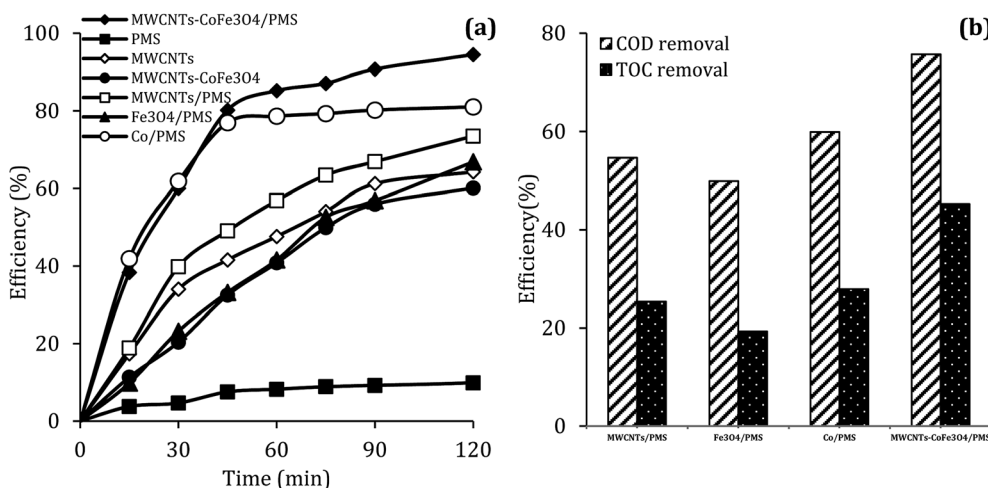 (a)
MWCNTs-CoFe3O4/PMS
PMS
MWCNTs
MWCNTs-CoFe3O4
MWCNTs/PMS
Fe3O4/PMS
Co/PMS
100
80
60
40
20
0
Efficiency (%)
0 30 60 90 120
Time (min)
(b)
COD removal
TOC removal
80
60
40
20
0
Efficiency(%)
MWCNTs/PMS Fe3O4/PMS Co/PMS MWCNTs-CoFe3O4/PMS